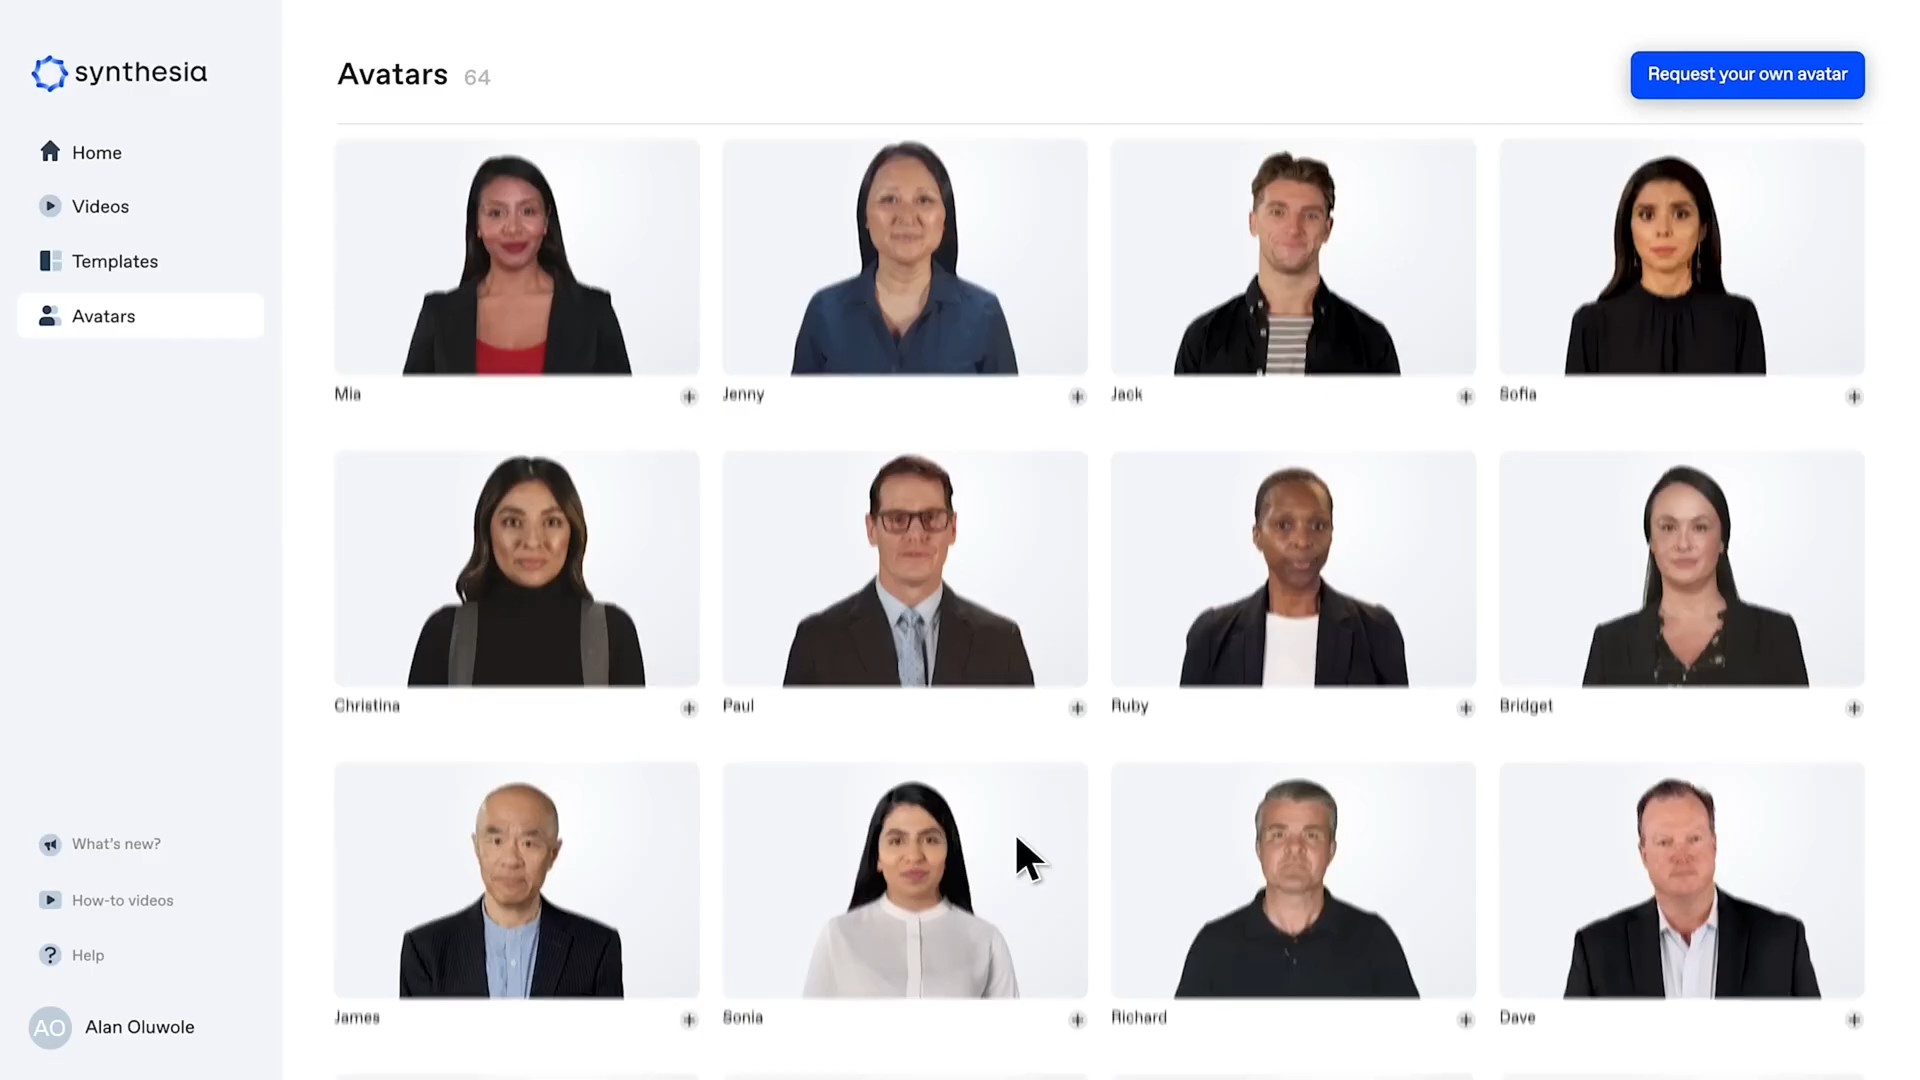 synthesia
Home
Videos
Templates
Avatars
What's new?
How-to videos
Help
AO
Alan Oluwole
Avatars 64
Request your own avatar
Mia
Jenny
Jack
Sofia
Christina
Paul
Ruby
Bridget
James
Sonia
Richard
Dave